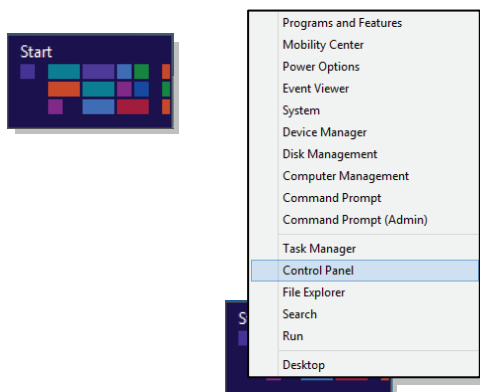 Start
Programs and Features
Mobility Center
Power Options
Event Viewer
System
Device Manager
Disk Management
Computer Management
Command Prompt
Command Prompt (Admin)
Task Manager
Control Panel
File Explorer
Search
Run
Desktop